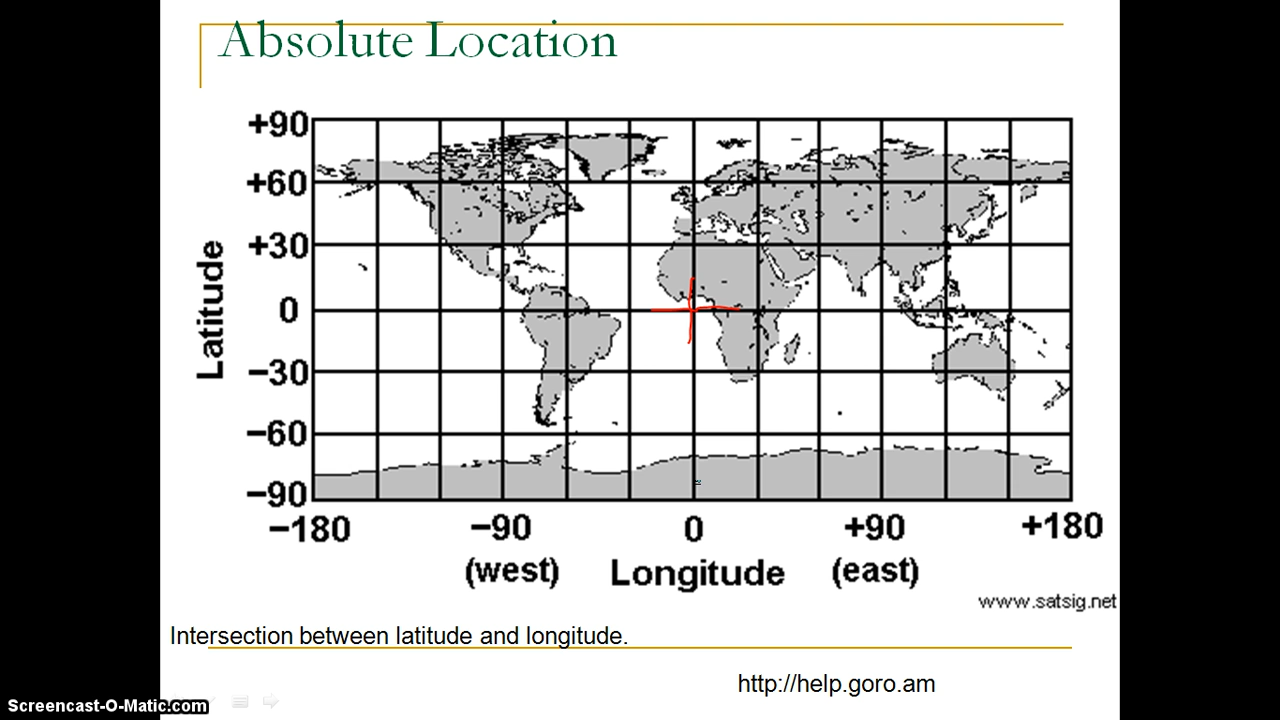 Absolute Location
+90
+60
+30
0
−30
−60
−90
Latitude
−180 −90 0 +90 +180
(west) Longitude (east)
www.satsig.net
Intersection between latitude and longitude.
http://help.goro.am
Screencast-O-Matic.com